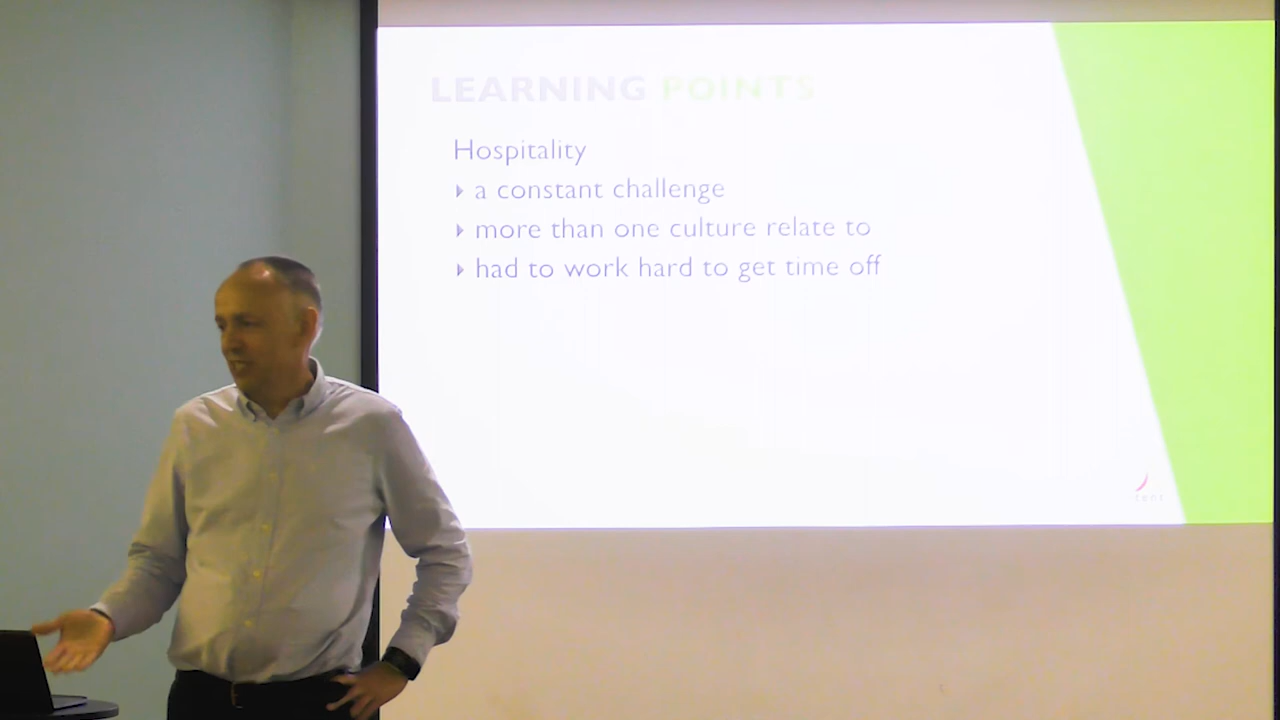 LEARNING POINTS
Hospitality
a constant challenge
more than one culture relate to
had to work hard to get time off